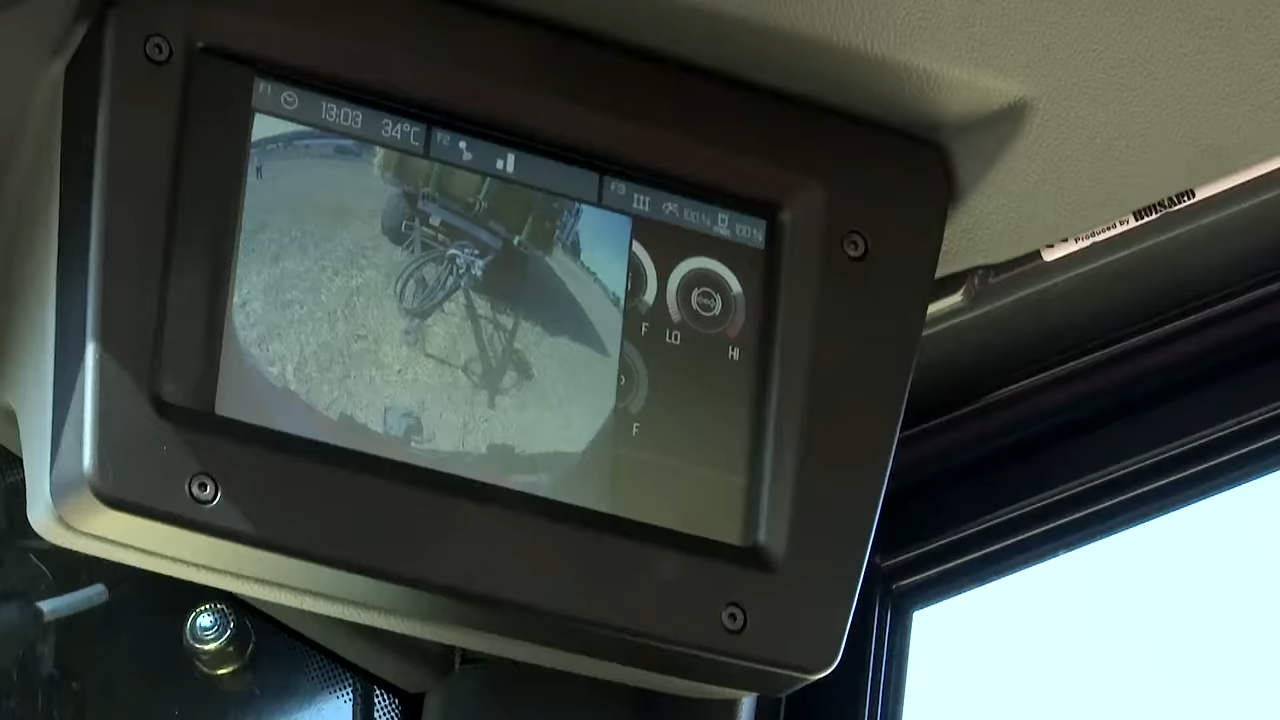 F1 13:03 34°C F2 F3 III 100% 100%
F LO HI
F
Produced by BOISARD